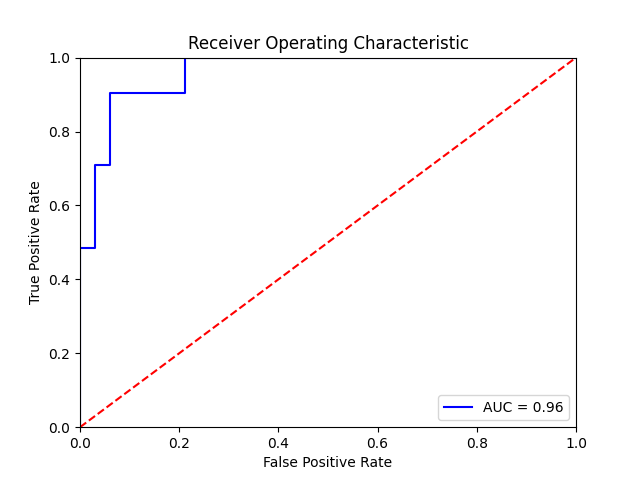 Receiver Operating Characteristic
True Positive Rate
1.0
0.8
0.6
0.4
0.2
0.0
AUC = 0.96
0.0 0.2 0.4 0.6 0.8 1.0
False Positive Rate